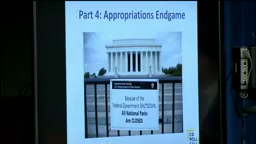 Part 4: Appropriations Endgame
Because of the
Federal Government SHUTDOWN
All National Parks
Are CLOSED